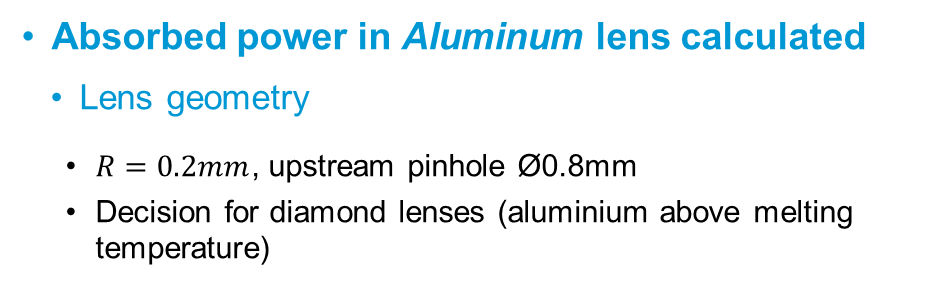 • Absorbed power in Aluminum lens calculated
• Lens geometry
• R = 0.2mm, upstream pinhole Ø0.8mm
• Decision for diamond lenses (aluminium above melting
temperature)